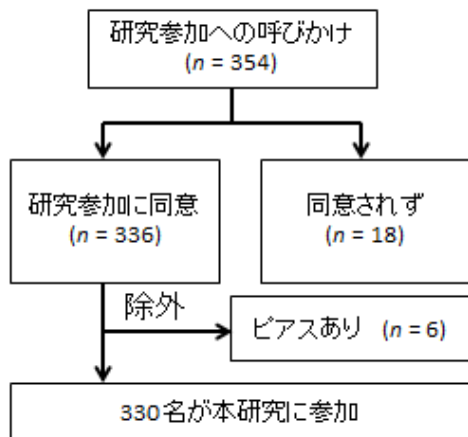 研究参加への呼びかけ
(n = 354)
研究参加に同意
(n = 336)
同意されず
(n = 18)
除外
ピアスあり (n = 6)
330名が本研究に参加